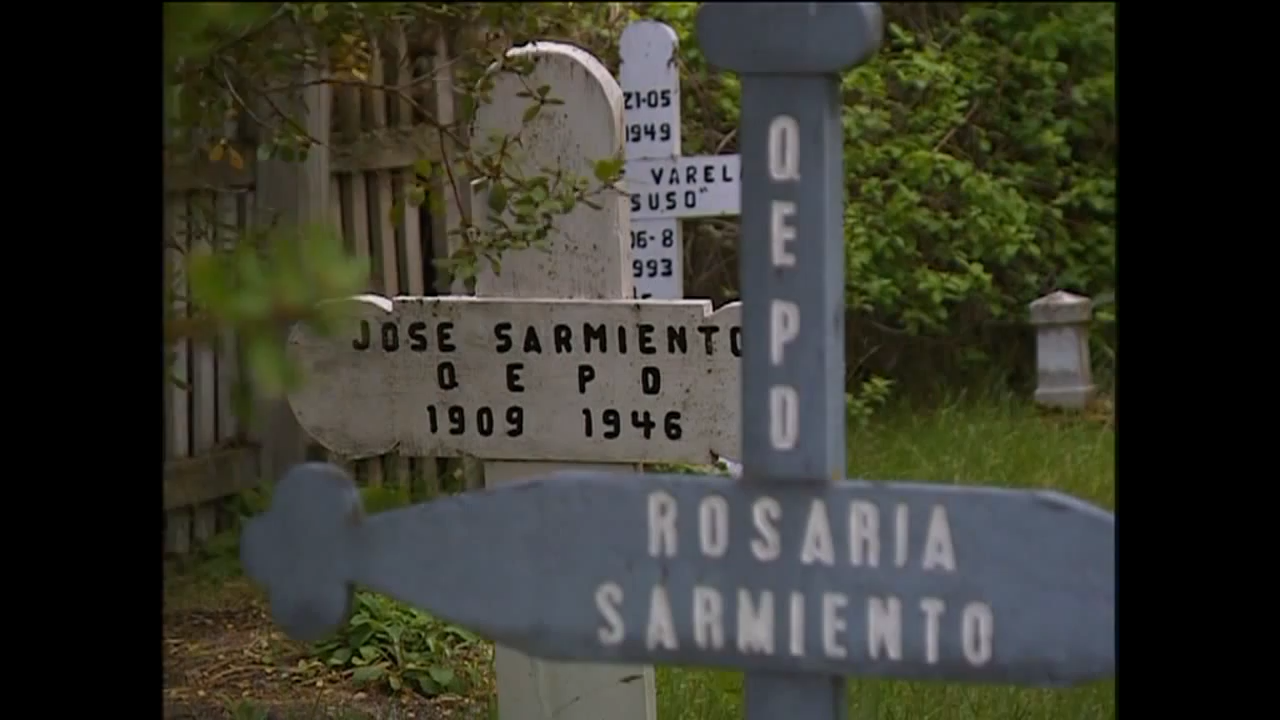 21-05
1949
VAREL
SUSO"
06-8
993
JOSE SARMIENTO
Q E P D
1909 1946
Q
E
P
D
ROSARIA
SARMIENTO